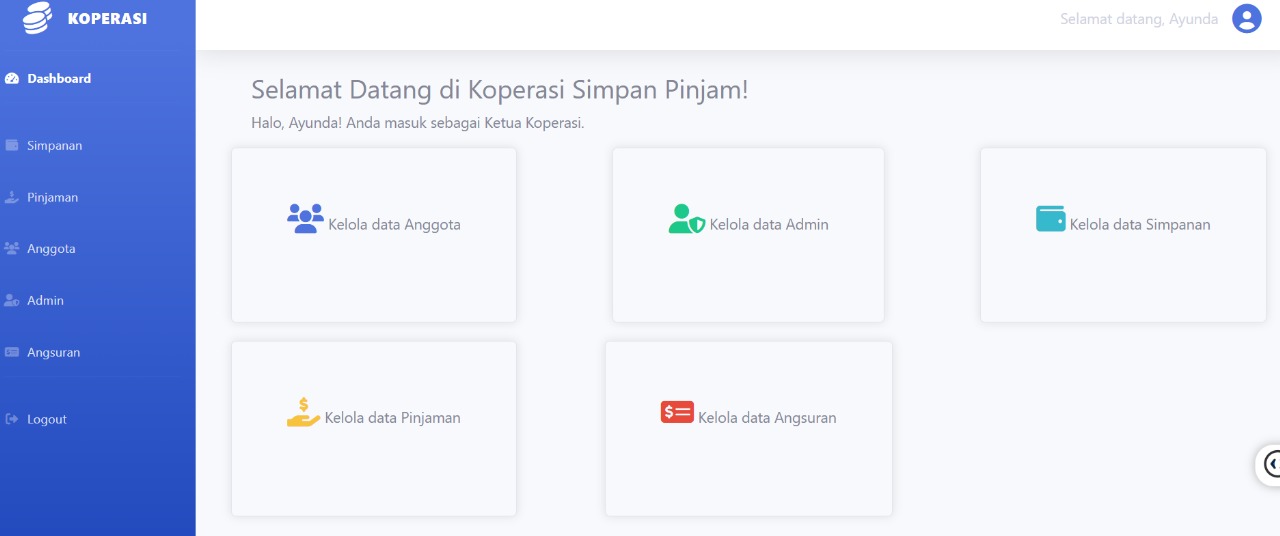 KOPERASI
Selamat datang, Ayunda
Dashboard
Simpanan
Pinjaman
Anggota
Admin
Angsuran
Logout
Selamat Datang di Koperasi Simpan Pinjam!
Halo, Ayunda! Anda masuk sebagai Ketua Koperasi.
Kelola data Anggota
Kelola data Admin
Kelola data Simpanan
Kelola data Pinjaman
Kelola data Angsuran